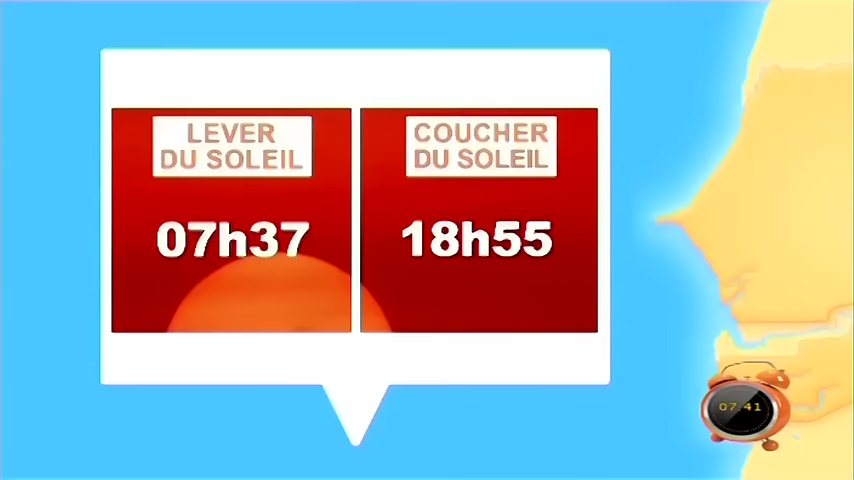 LEVER
DU SOLEIL
07h37
COUCHER
DU SOLEIL
18h55
07:41